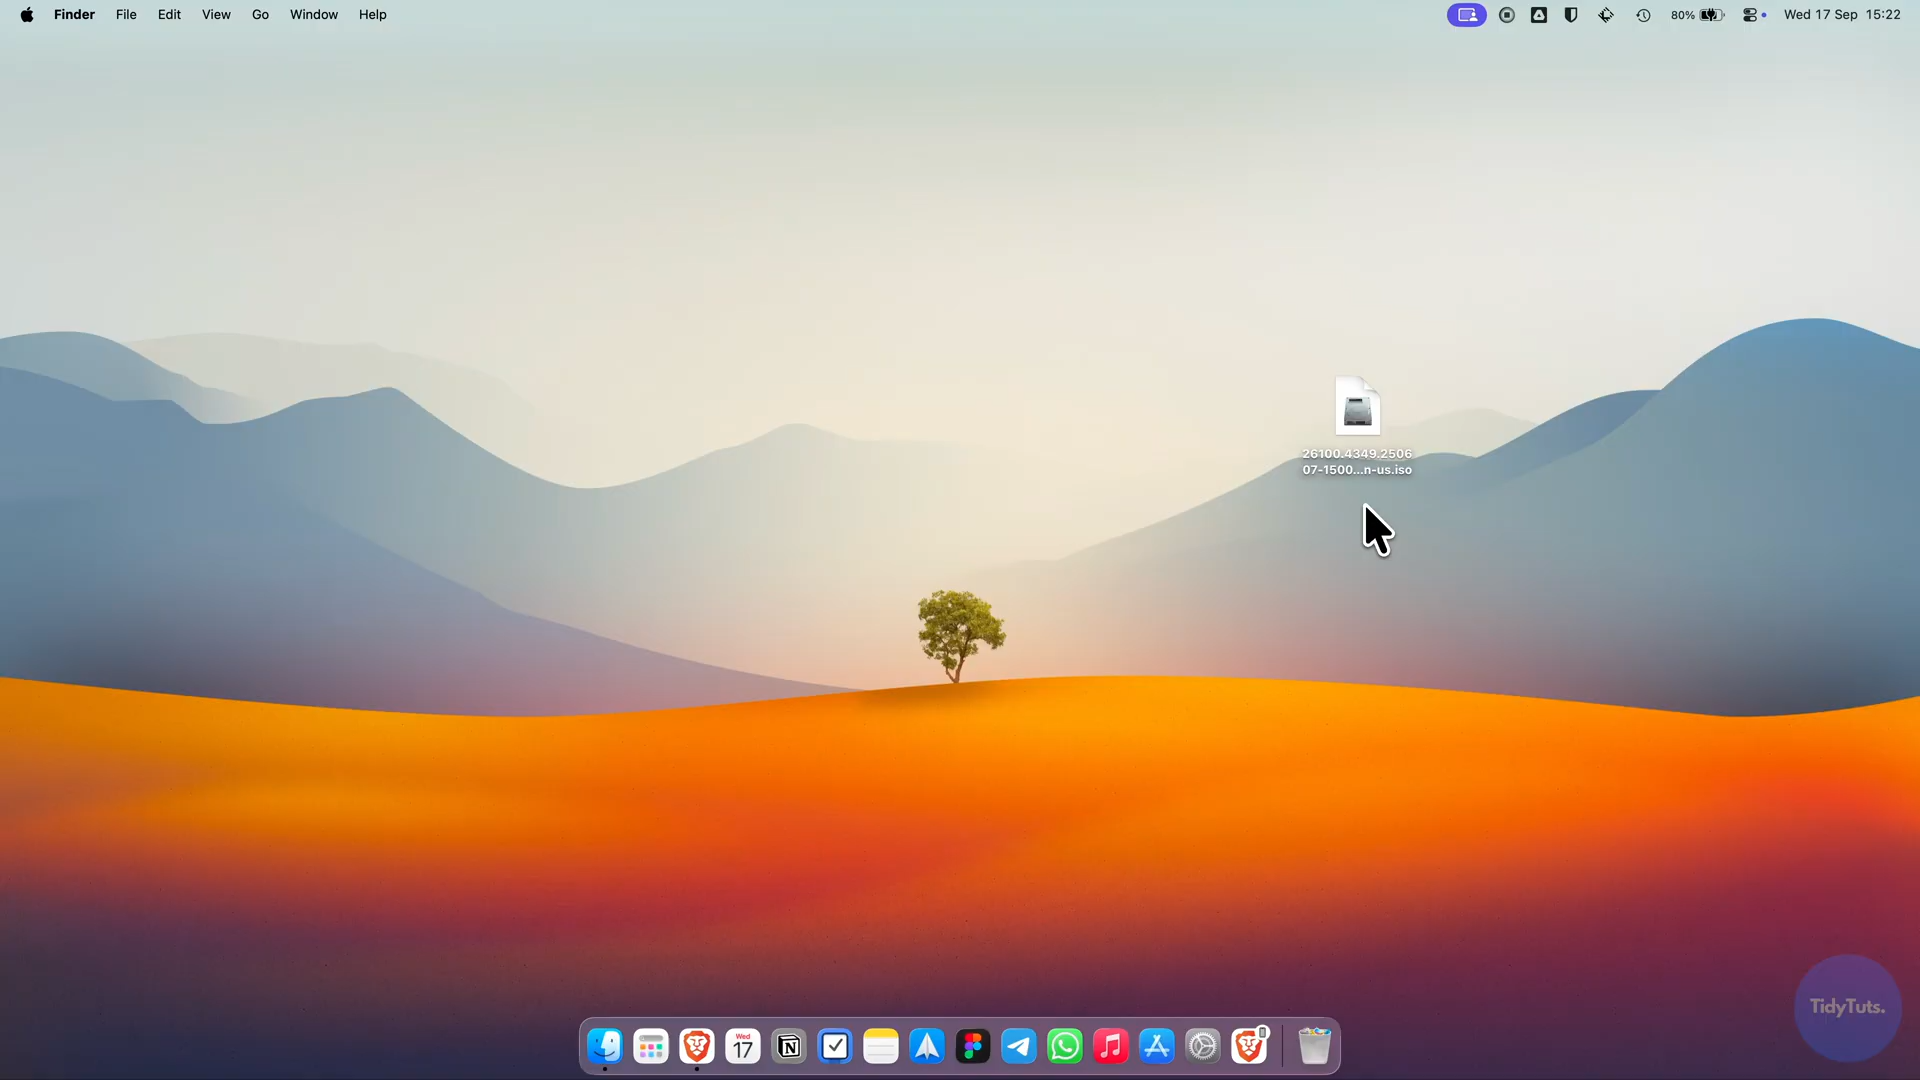 Finder File Edit View Go Window Help 80% Wed 17 Sep 15:22
26100.4349.2506
07-1500...n-us.iso
Wed
17
TidyTuts.